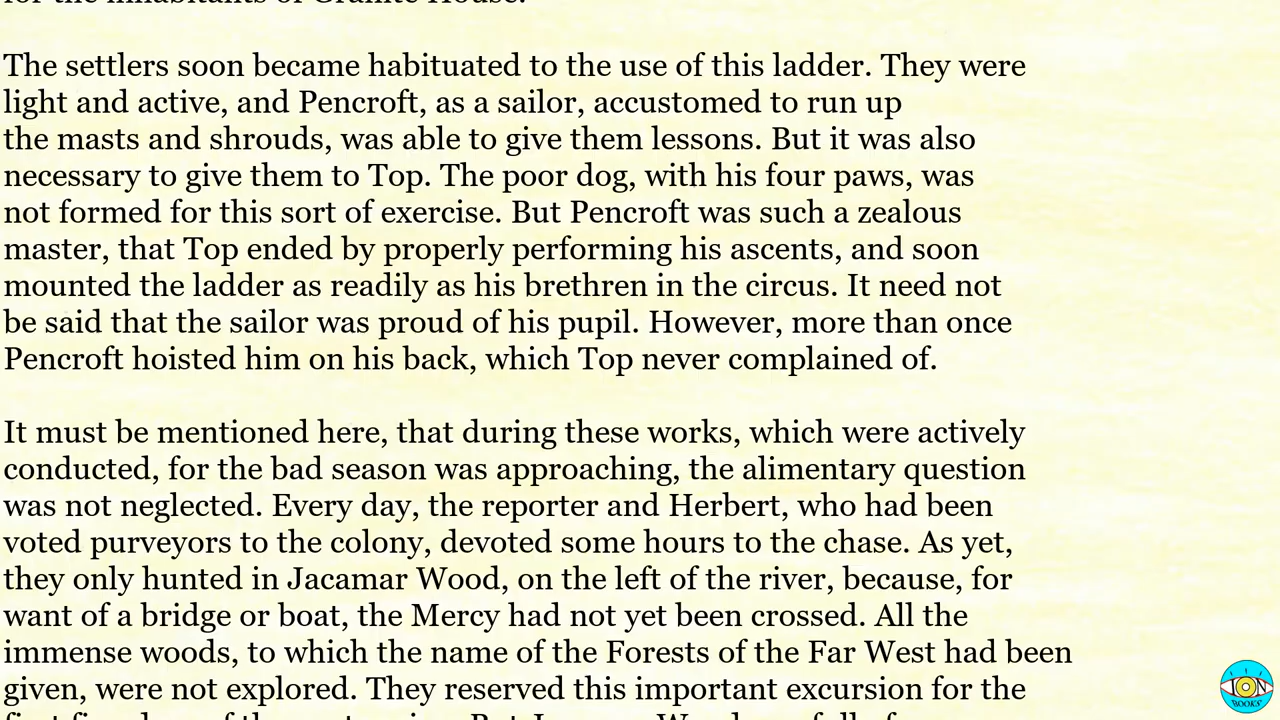 for the inhabitants of Granite House.
The settlers soon became habituated to the use of this ladder. They were
light and active, and Pencroft, as a sailor, accustomed to run up
the masts and shrouds, was able to give them lessons. But it was also
necessary to give them to Top. The poor dog, with his four paws, was
not formed for this sort of exercise. But Pencroft was such a zealous
master, that Top ended by properly performing his ascents, and soon
mounted the ladder as readily as his brethren in the circus. It need not
be said that the sailor was proud of his pupil. However, more than once
Pencroft hoisted him on his back, which Top never complained of.
It must be mentioned here, that during these works, which were actively
conducted, for the bad season was approaching, the alimentary question
was not neglected. Every day, the reporter and Herbert, who had been
voted purveyors to the colony, devoted some hours to the chase. As yet,
they only hunted in Jacamar Wood, on the left of the river, because, for
want of a bridge or boat, the Mercy had not yet been crossed. All the
immense woods, to which the name of the Forests of the Far West had been
given, were not explored. They reserved this important excursion for the
ION
BOOKS